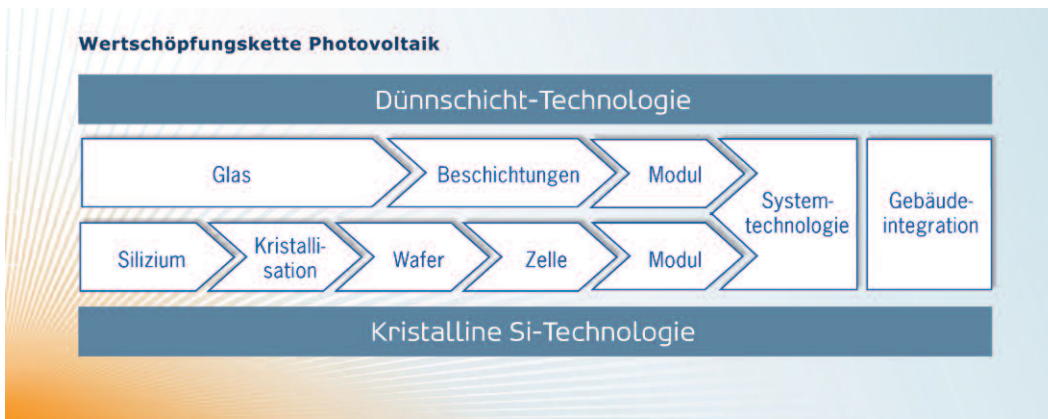 Wertschöpfungskette Photovoltaik
Dünnschicht-Technologie
Glas
Beschichtungen
Modul
System-
technologie
Gebäude-
integration
Silizium
Kristalli-
sation
Wafer
Zelle
Modul
Kristalline Si-Technologie